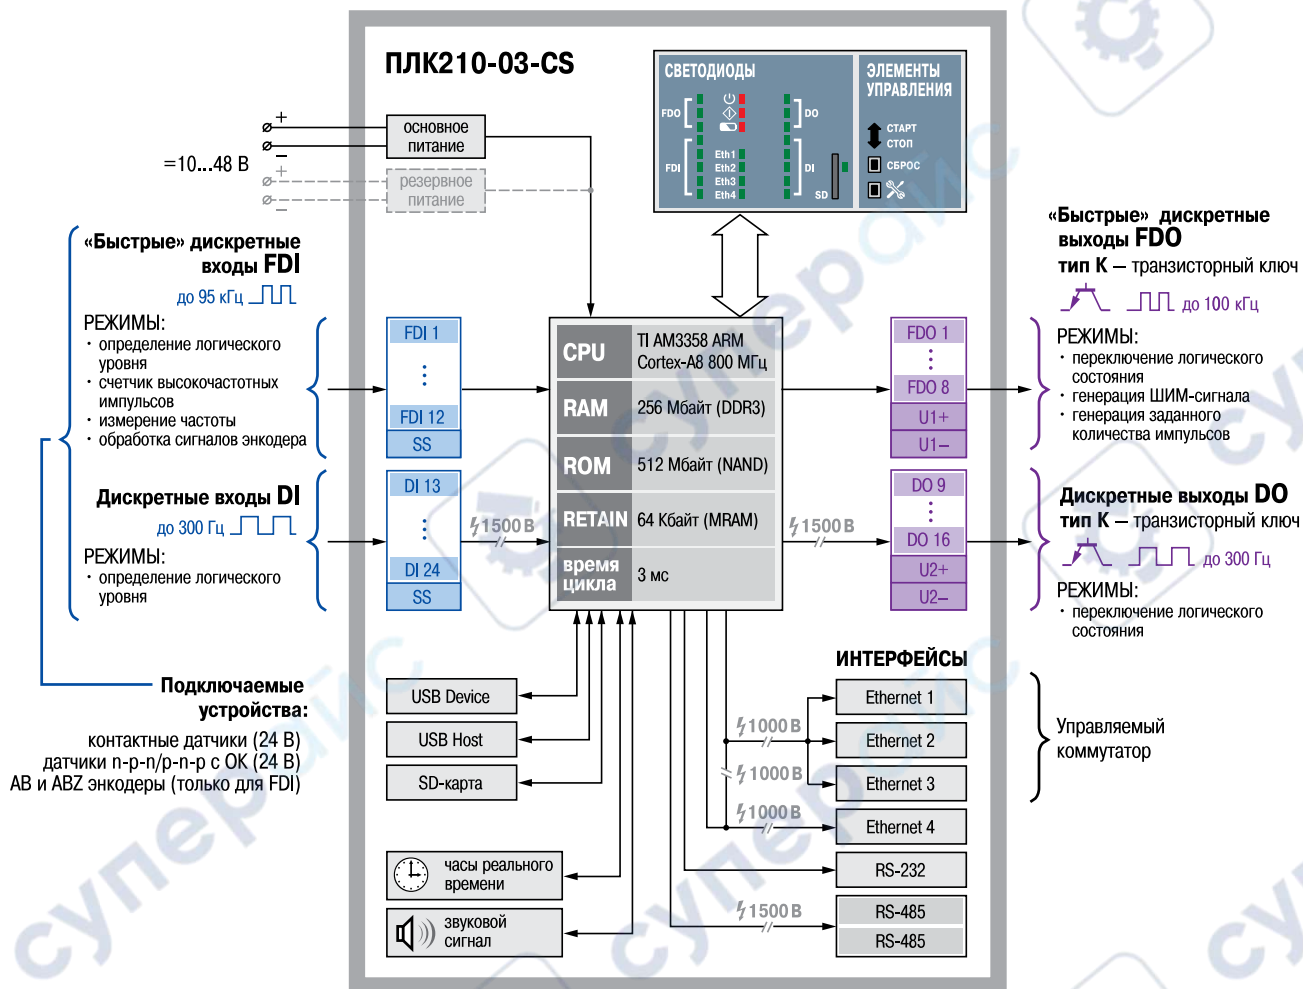 ПЛК210-03-CS
СВЕТОДИОДЫ
FDO
DO
FDI
Eth1
Eth2
Eth3
Eth4
DI
SD
ЭЛЕМЕНТЫ
УПРАВЛЕНИЯ
СТАРТ
СТОП
СБРОС
+
−
=10...48 В
+
−
основное
питание
резервное
питание
«Быстрые» дискретные
входы FDI
до 95 кГц
РЕЖИМЫ:
· определение логического
уровня
· счетчик высокочастотных
импульсов
· измерение частоты
· обработка сигналов энкодера
Дискретные входы DI
до 300 Гц
РЕЖИМЫ:
· определение логического
уровня
Подключаемые
устройства:
контактные датчики (24 В)
датчики n-p-n/p-n-p с ОК (24 В)
AB и ABZ энкодеры (только для FDI)
FDI 1
FDI 12
SS
DI 13
DI 24
SS
1500 В
CPU TI AM3358 ARM
Cortex-A8 800 МГц
RAM 256 Мбайт (DDR3)
ROM 512 Мбайт (NAND)
RETAIN 64 Кбайт (MRAM)
время
цикла 3 мс
1500 В
FDO 1
FDO 8
U1+
U1−
DO 9
DO 16
U2+
U2−
«Быстрые» дискретные
выходы FDO
тип К – транзисторный ключ
до 100 кГц
РЕЖИМЫ:
· переключение логического
состояния
· генерация ШИМ-сигнала
· генерация заданного
количества импульсов
Дискретные выходы DO
тип К – транзисторный ключ
до 300 Гц
РЕЖИМЫ:
· переключение логического
состояния
USB Device
USB Host
SD-карта
часы реального
времени
звуковой
сигнал
ИНТЕРФЕЙСЫ
Ethernet 1
1000 В
Ethernet 2
1000 В
Ethernet 3
1000 В
Ethernet 4
RS-232
1500 В
RS-485
RS-485
Управляемый
коммутатор
суперайс
суперайс